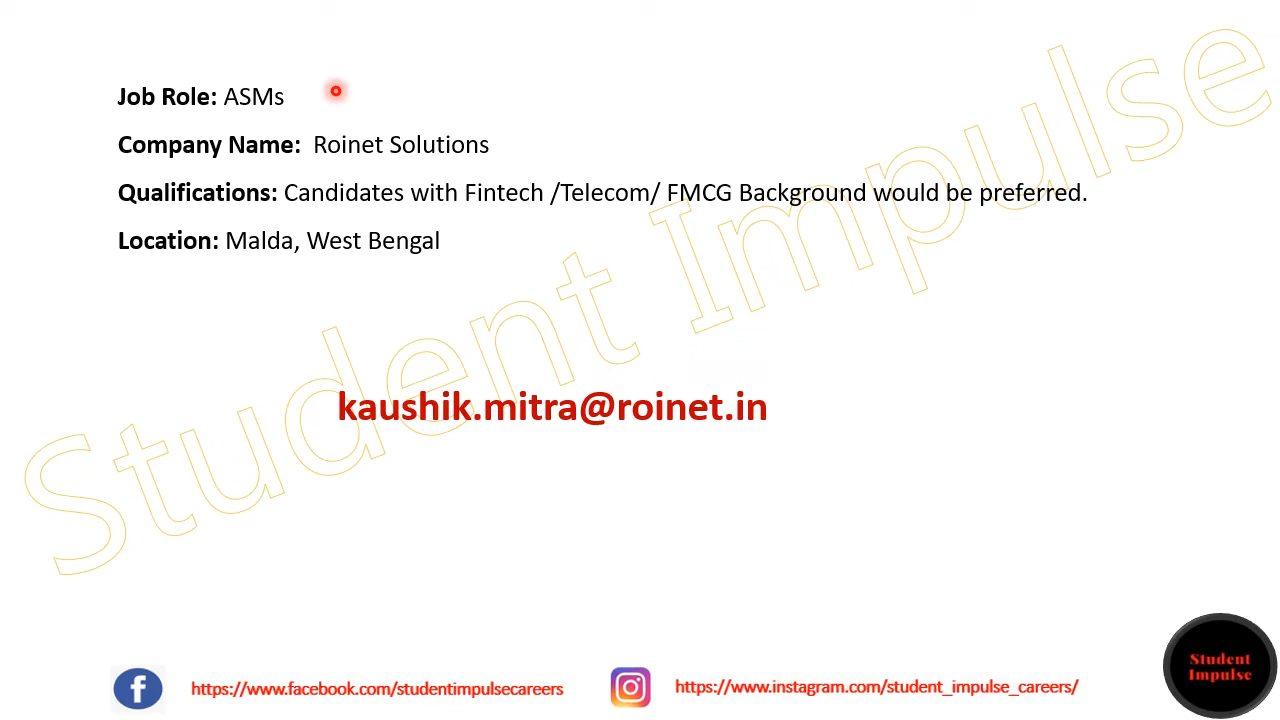 Job Role: ASMs
Company Name: Roinet Solutions
Qualifications: Candidates with Fintech /Telecom/ FMCG Background would be preferred.
Location: Malda, West Bengal
Student Impulse
kaushik.mitra@roinet.in
https://www.facebook.com/studentimpulsecareers
https://www.instagram.com/student_impulse_careers/
Student
Impulse